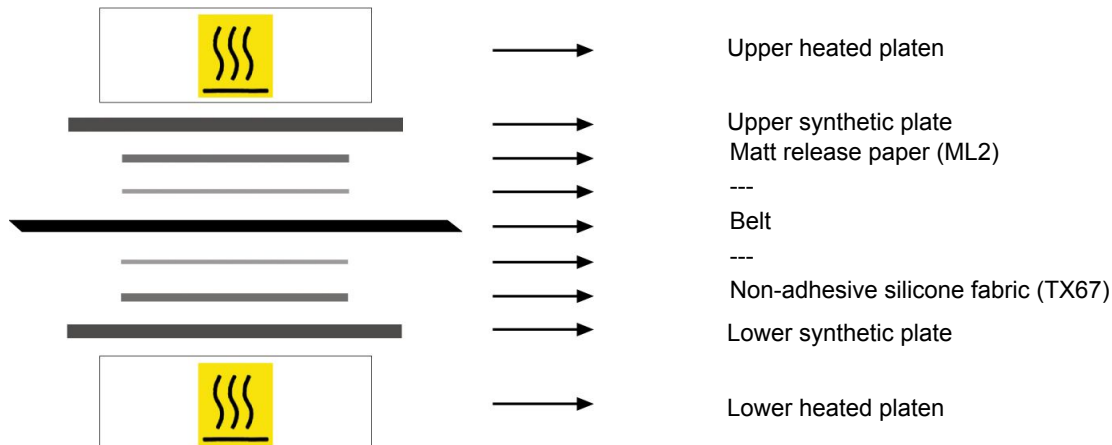 Upper heated platen
Upper synthetic plate
Matt release paper (ML2)
---
Belt
---
Non-adhesive silicone fabric (TX67)
Lower synthetic plate
Lower heated platen